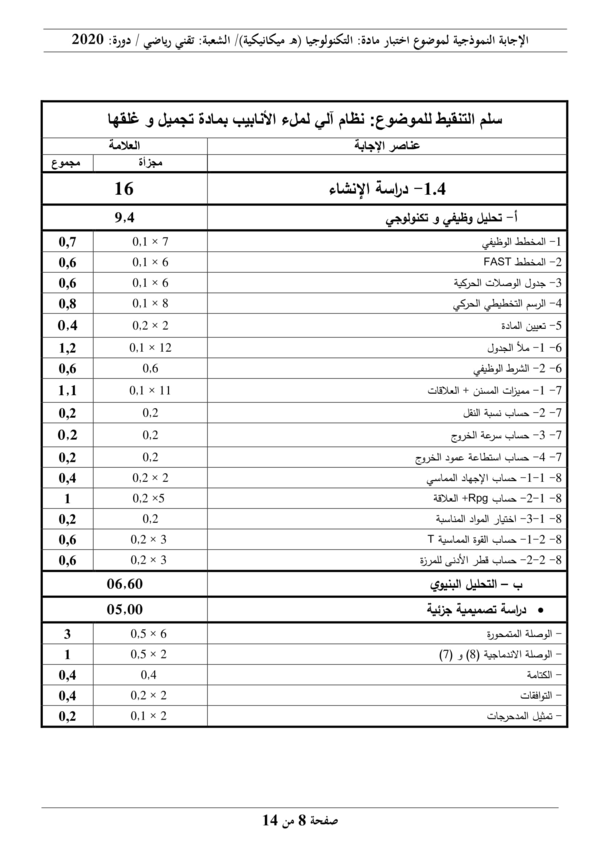 الإجابة النموذجية لموضوع اختبار مادة: التكنولوجيا (هـ ميكانيكية)/ الشعبة: تقني رياضي / دورة: 2020
سلم التنقيط للموضوع: نظام آلي لملء الأنابيب بمادة تجميل و غلقها
عناصر الإجابة العلامة
مجزأة مجموع
1.4- دراسة الإنشاء 16
أ- تحليل وظيفي و تكنولوجي 9.4
1- المخطط الوظيفي 0.1 × 7 0,7
2- المخطط FAST 0.1 × 6 0,6
3- جدول الوصلات الحركية 0.1 × 6 0,6
4- الرسم التخطيطي الحركي 0.1 × 8 0,8
5- تعيين المادة 0.2 × 2 0.4
6- 1- ملأ الجدول 0.1 × 12 1,2
6- 2- الشرط الوظيفي 0.6 0,6
7- 1- مميزات المسنن + العلاقات 0.1 × 11 1.1
7- 2- حساب نسبة النقل 0.2 0,2
7- 3- حساب سرعة الخروج 0.2 0.2
7- 4- حساب استطاعة عمود الخروج 0.2 0,2
8- 1-1- حساب الإجهاد المماسي 0.2 × 2 0,4
8- 1-2- حساب Rpg+ العلاقة 0.2 ×5 1
8- 1-3- اختيار المواد المناسبة 0.2 0,2
8- 2-1- حساب القوة المماسية T 0.2 × 3 0,6
8- 2-2- حساب قطر الأدنى للمرزة 0.2 × 3 0,6
ب – التحليل البنيوي 06.60
• دراسة تصميمية جزئية 05.00
- الوصلة المتمحورة 0.5 × 6 3
- الوصلة الاندماجية (8) و (7) 0.5 × 2 1
- الكتامة 0.4 0,4
- التوافقات 0.2 × 2 0,4
- تمثيل المدحرجات 0.1 × 2 0,2
صفحة 8 من 14